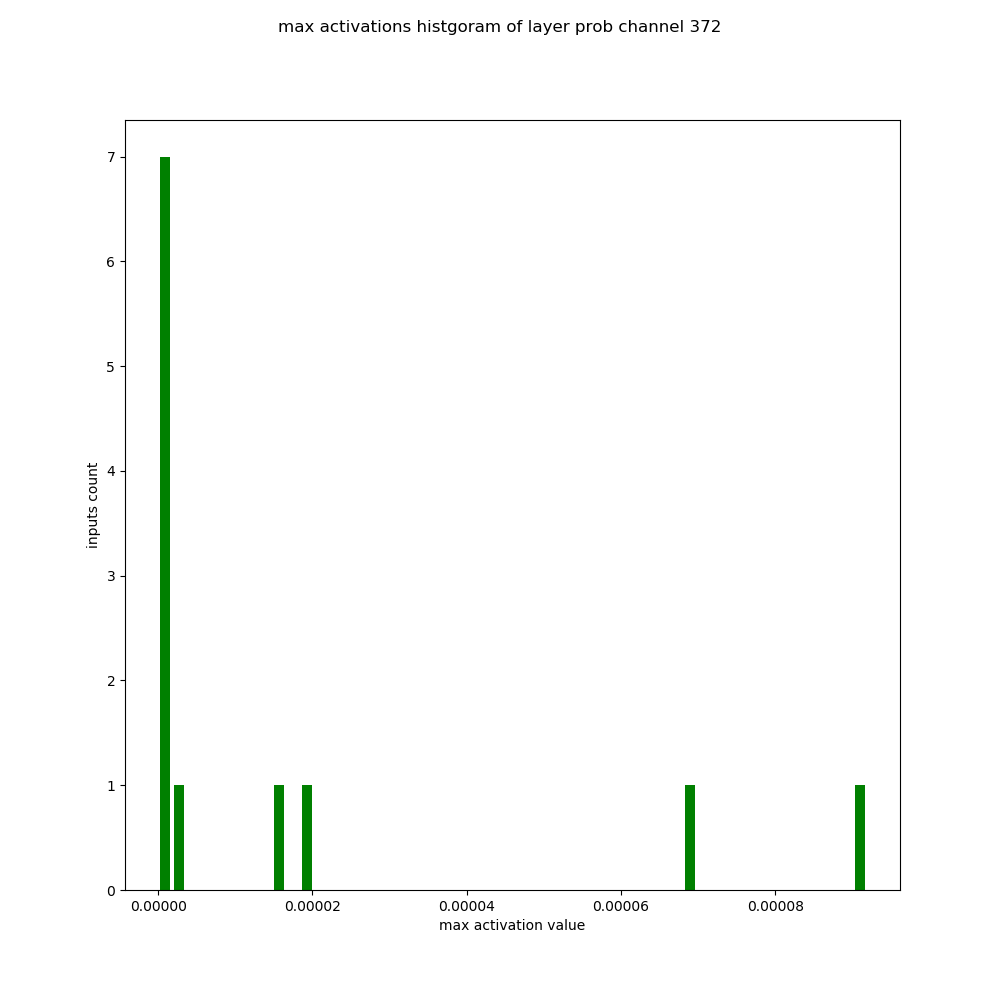 max activations histgoram of layer prob channel 372
7
6
5
4
3
2
1
0
inputs count
0.00000 0.00002 0.00004 0.00006 0.00008
max activation value